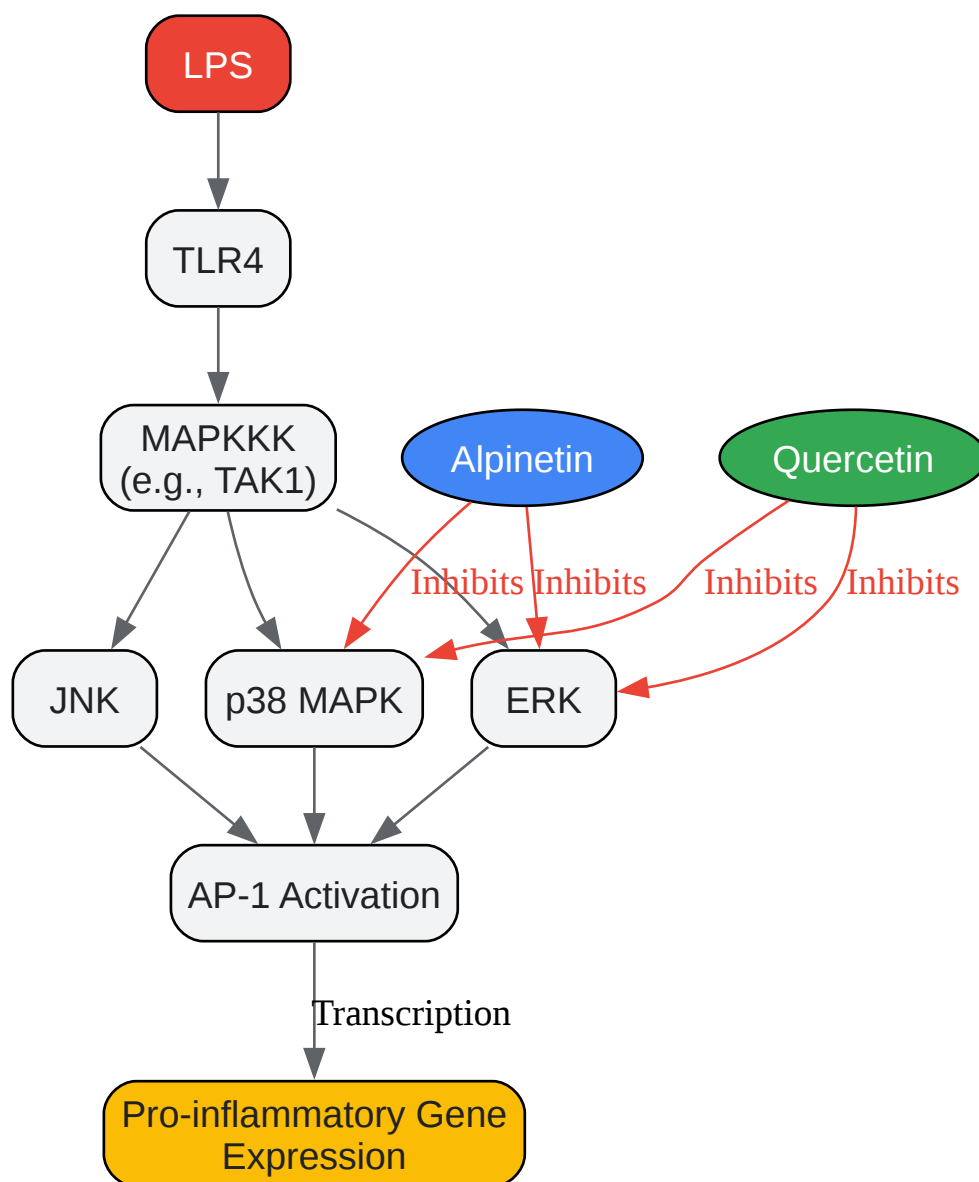 LPS
TLR4
MAPKKK
(e.g., TAK1)
Alpinetin
Quercetin
Inhibits
Inhibits
Inhibits
Inhibits
JNK
p38 MAPK
ERK
AP-1 Activation
Transcription
Pro-inflammatory Gene
Expression